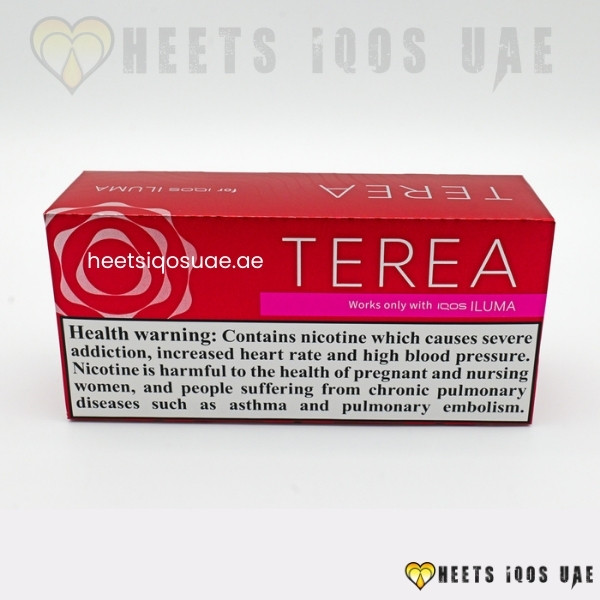 HEETS iQOS UAE
for IQOS ILUMA
TEREA
heetsiqosuae.ae
TEREA
Works only with IQOS ILUMA
Health warning: Contains nicotine which causes severe
addiction, increased heart rate and high blood pressure.
Nicotine is harmful to the health of pregnant and nursing
women, and people suffering from chronic pulmonary
diseases such as asthma and pulmonary embolism.
HEETS iQOS UAE